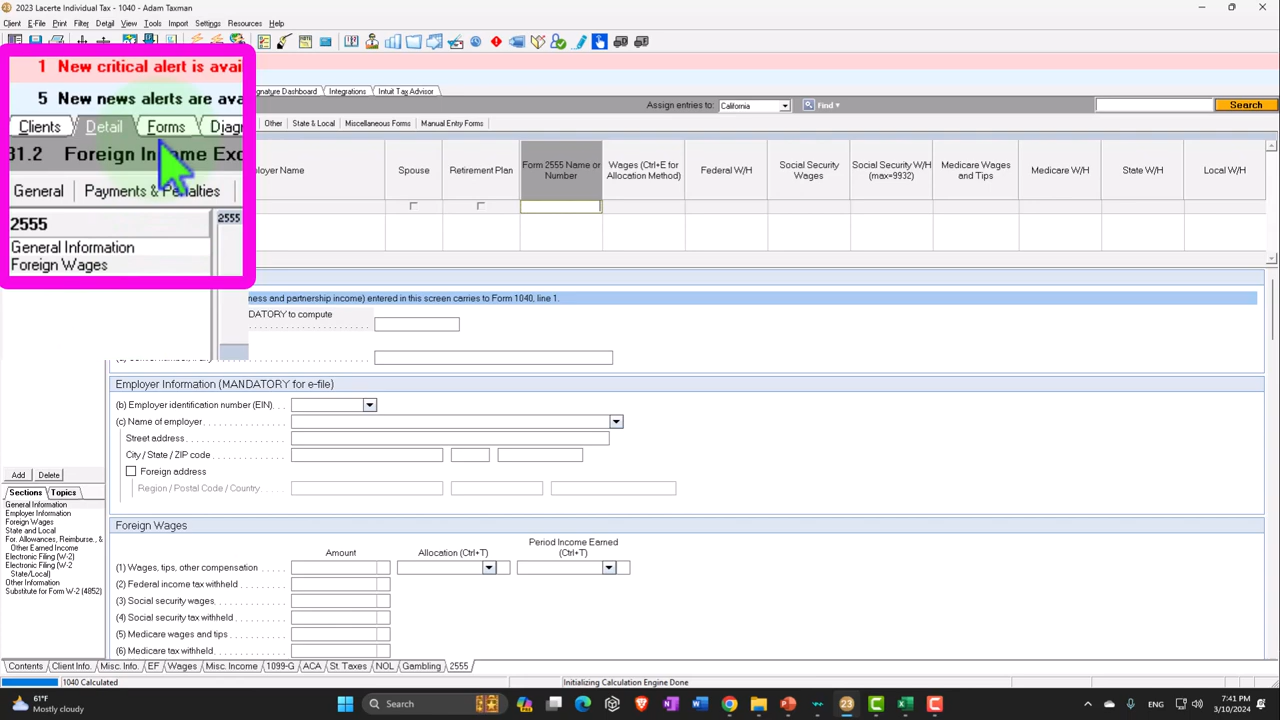 2023 Lacerte Individual Tax - 1040 - Adam Taxman
Client E-File Print Filter Detail View Tools Import Settings Resources Help
1 New critical alert is avai
5 New news alerts are ava
Clients Detail Forms Diagn
gnature Dashboard Integrations Intuit Tax Advisor
31.2 Foreign Income Exc
Assign entries to: California Find Search
General Payments & Penalties
Other State & Local Miscellaneous Forms Manual Entry Forms
2555
General Information
Foreign Wages
2555
ployer Name Spouse Retirement Plan Form 2555 Name or Number Wages (Ctrl+E for Allocation Method) Federal W/H Social Security Wages Social Security W/H (max=9932) Medicare Wages and Tips Medicare W/H State W/H Local W/H
ness and partnership income) entered in this screen carries to Form 1040, line 1.
DATORY to compute
Employer Information (MANDATORY for e-file)
(b) Employer identification number (EIN)
(c) Name of employer
Street address
City / State / ZIP code
Foreign address
Region / Postal Code / Country
Add Delete
Sections Topics
General Information
Employer Information
Foreign Wages
State and Local
For. Allowances, Reimburse., &
Other Earned Income
Electronic Filing (W-2)
Electronic Filing (W-2
State/Local)
Other Information
Substitute for Form W-2 (4852)
Foreign Wages
Amount Allocation (Ctrl+T) Period Income Earned (Ctrl+T)
(1) Wages, tips, other compensation
(2) Federal income tax withheld
(3) Social security wages
(4) Social security tax withheld
(5) Medicare wages and tips
(6) Medicare tax withheld
Contents Client Info. Misc. Info. EF Wages Misc. Income 1099-G ACA St. Taxes NOL Gambling 2555
1040 Calculated Initializing Calculation Engine Done
61°F
Mostly cloudy
Search
23
ENG
7:41 PM
3/10/2024